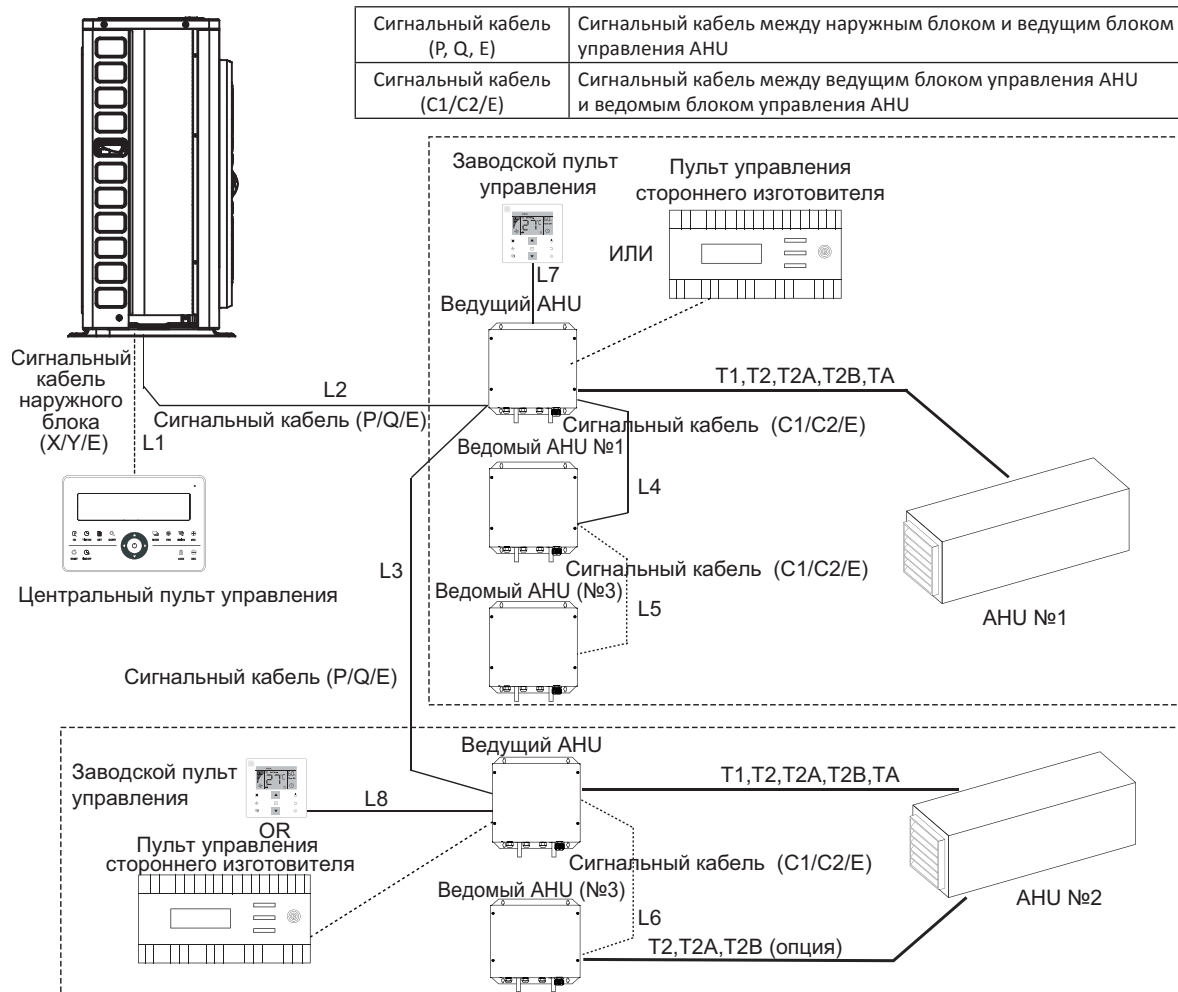 Сигнальный кабель
(P, Q, E)
Сигнальный кабель между наружным блоком и ведущим блоком
управления AHU
Сигнальный кабель
(C1/C2/E)
Сигнальный кабель между ведущим блоком управления AHU
и ведомым блоком управления AHU
Заводской пульт
управления
Пульт управления
стороннего изготовителя
ИЛИ
L7
Ведущий AHU
Сигнальный
кабель
наружного
блока
(X/Y/E)
L1
L2
Сигнальный кабель (P/Q/E)
T1,T2,T2A,T2B,TA
Сигнальный кабель (C1/C2/E)
Ведомый AHU №1
L4
Центральный пульт управления
L3
Сигнальный кабель (C1/C2/E)
Ведомый AHU (№3)
L5
AHU №1
Сигнальный кабель (P/Q/E)
Ведущий AHU
Заводской пульт
управления
L8
OR
Пульт управления
стороннего изготовителя
T1,T2,T2A,T2B,TA
Сигнальный кабель (C1/C2/E)
Ведомый AHU (№3)
L6
AHU №2
T2,T2A,T2B (опция)